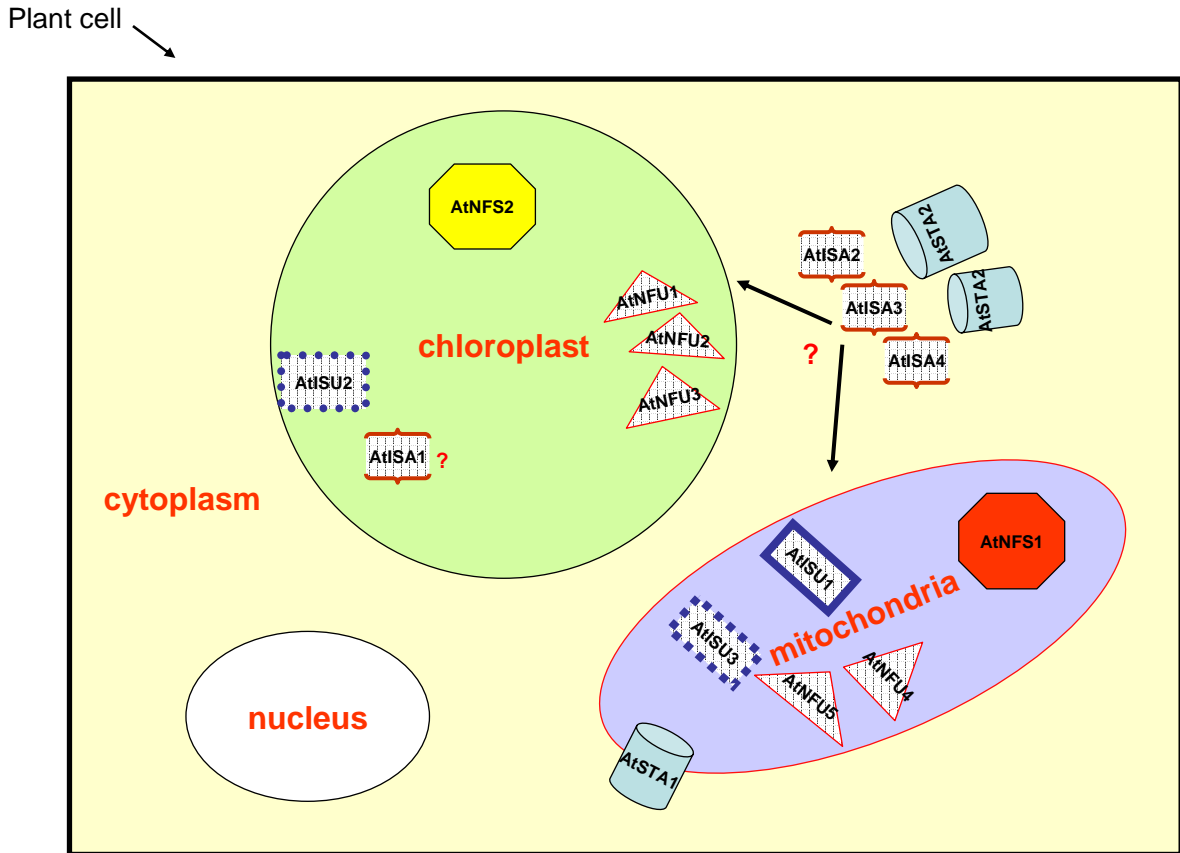 Plant cell
AtNFS2
AtSTA2
AtISA2
AtNFU1
AtISA3
AtSTA2
chloroplast
AtNFU2
?
AtISA4
AtISU2
AtNFU3
AtISA1
?
cytoplasm
AtNFS1
AtISU1
mitochondria
AtISU3
AtNFU4
AtNFU5
nucleus
AtSTA1